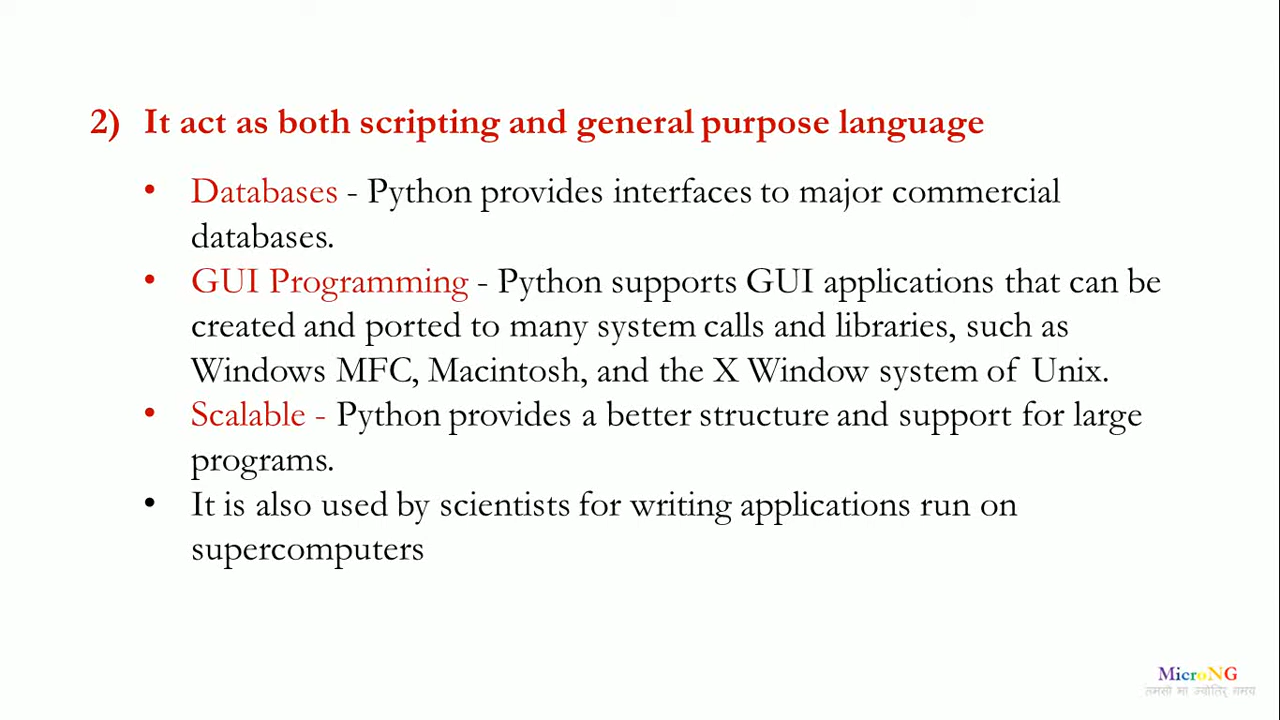 2) It act as both scripting and general purpose language
• Databases - Python provides interfaces to major commercial
databases.
• GUI Programming - Python supports GUI applications that can be
created and ported to many system calls and libraries, such as
Windows MFC, Macintosh, and the X Window system of Unix.
• Scalable - Python provides a better structure and support for large
programs.
• It is also used by scientists for writing applications run on
supercomputers
MicroNG
तमसो मा ज्योतिर् गमय